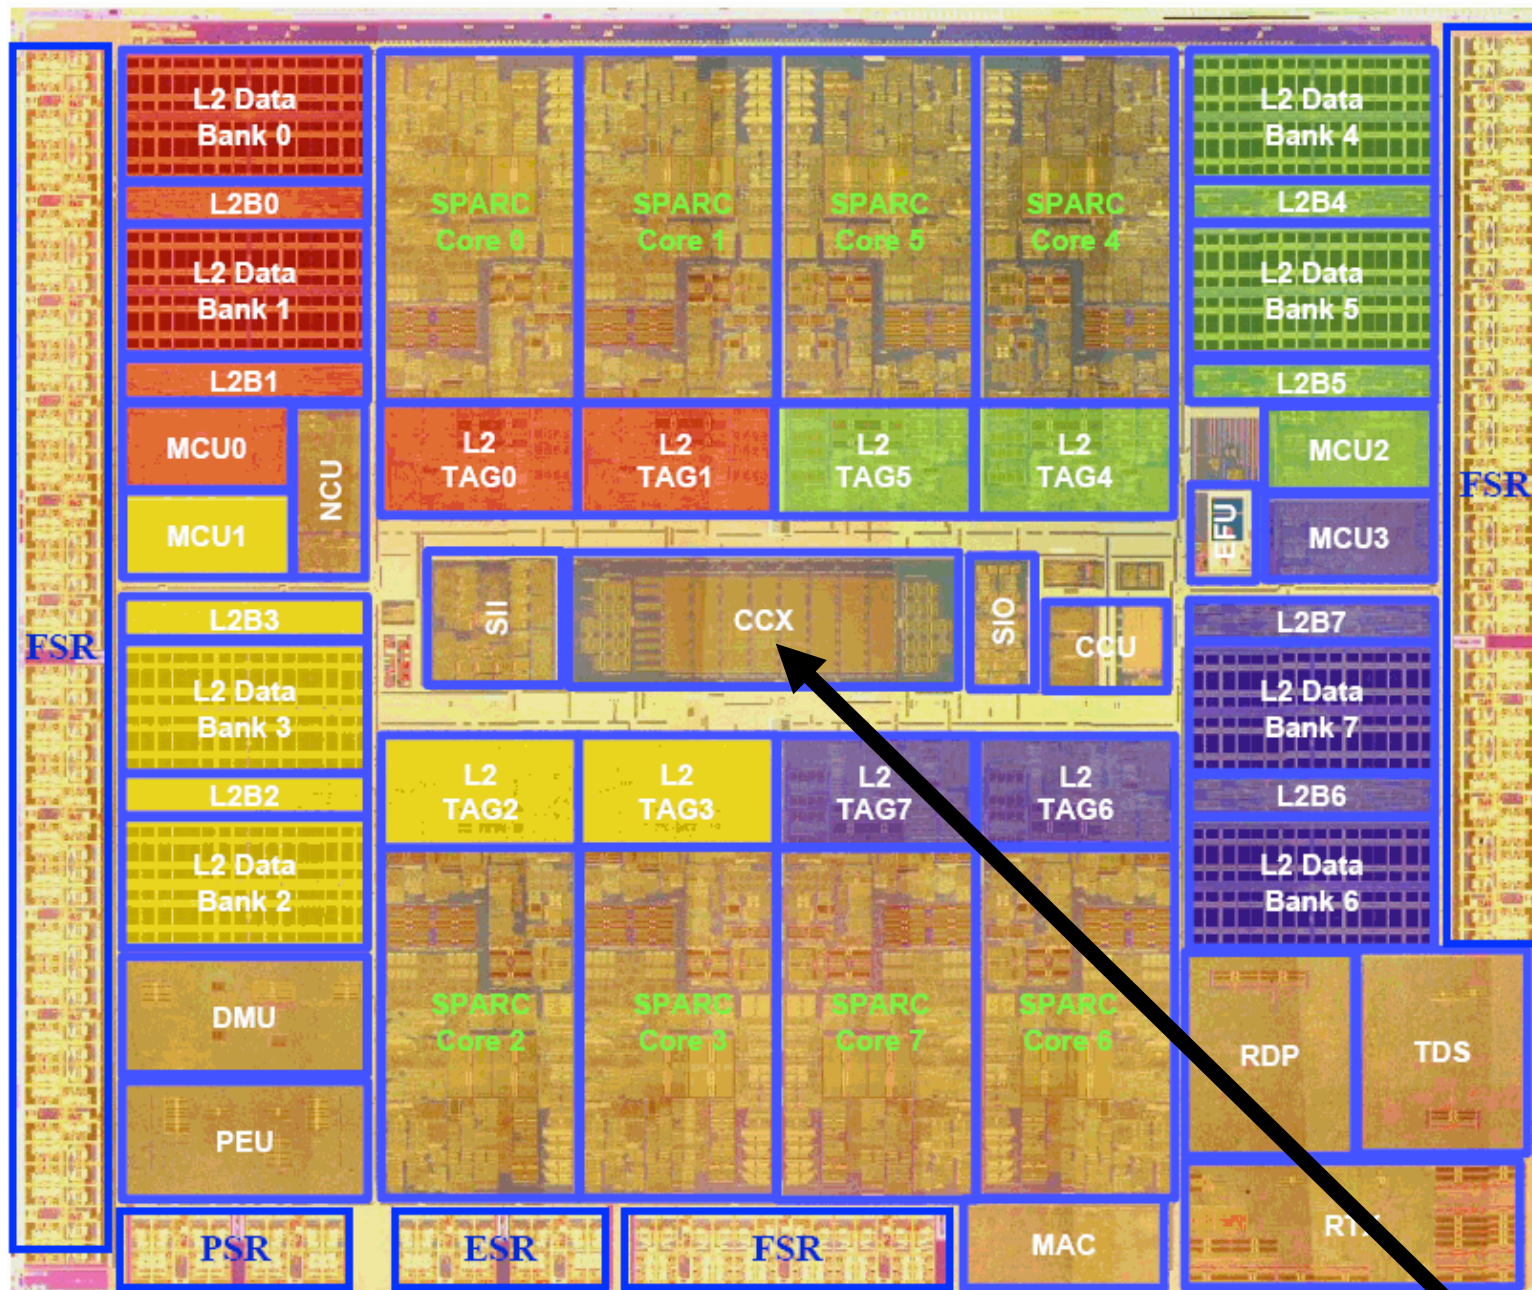 L2 Data
Bank 0
L2B0
L2 Data
Bank 1
L2B1
MCU0
NCU
MCU1
L2B3
L2 Data
Bank 3
L2B2
L2 Data
Bank 2
DMU
PEU
FSR
SPARC
Core 0
SPARC
Core 1
SPARC
Core 5
SPARC
Core 4
L2
TAG0
L2
TAG1
L2
TAG5
L2
TAG4
SII
CCX
SIO
CCU
L2
TAG2
L2
TAG3
L2
TAG7
L2
TAG6
SPARC
Core 2
SPARC
Core 3
SPARC
Core 7
SPARC
Core 6
L2 Data
Bank 4
L2B4
L2 Data
Bank 5
L2B5
MCU2
EFU
MCU3
L2B7
L2 Data
Bank 7
L2B6
L2 Data
Bank 6
FSR
RDP
TDS
PSR
ESR
FSR
MAC